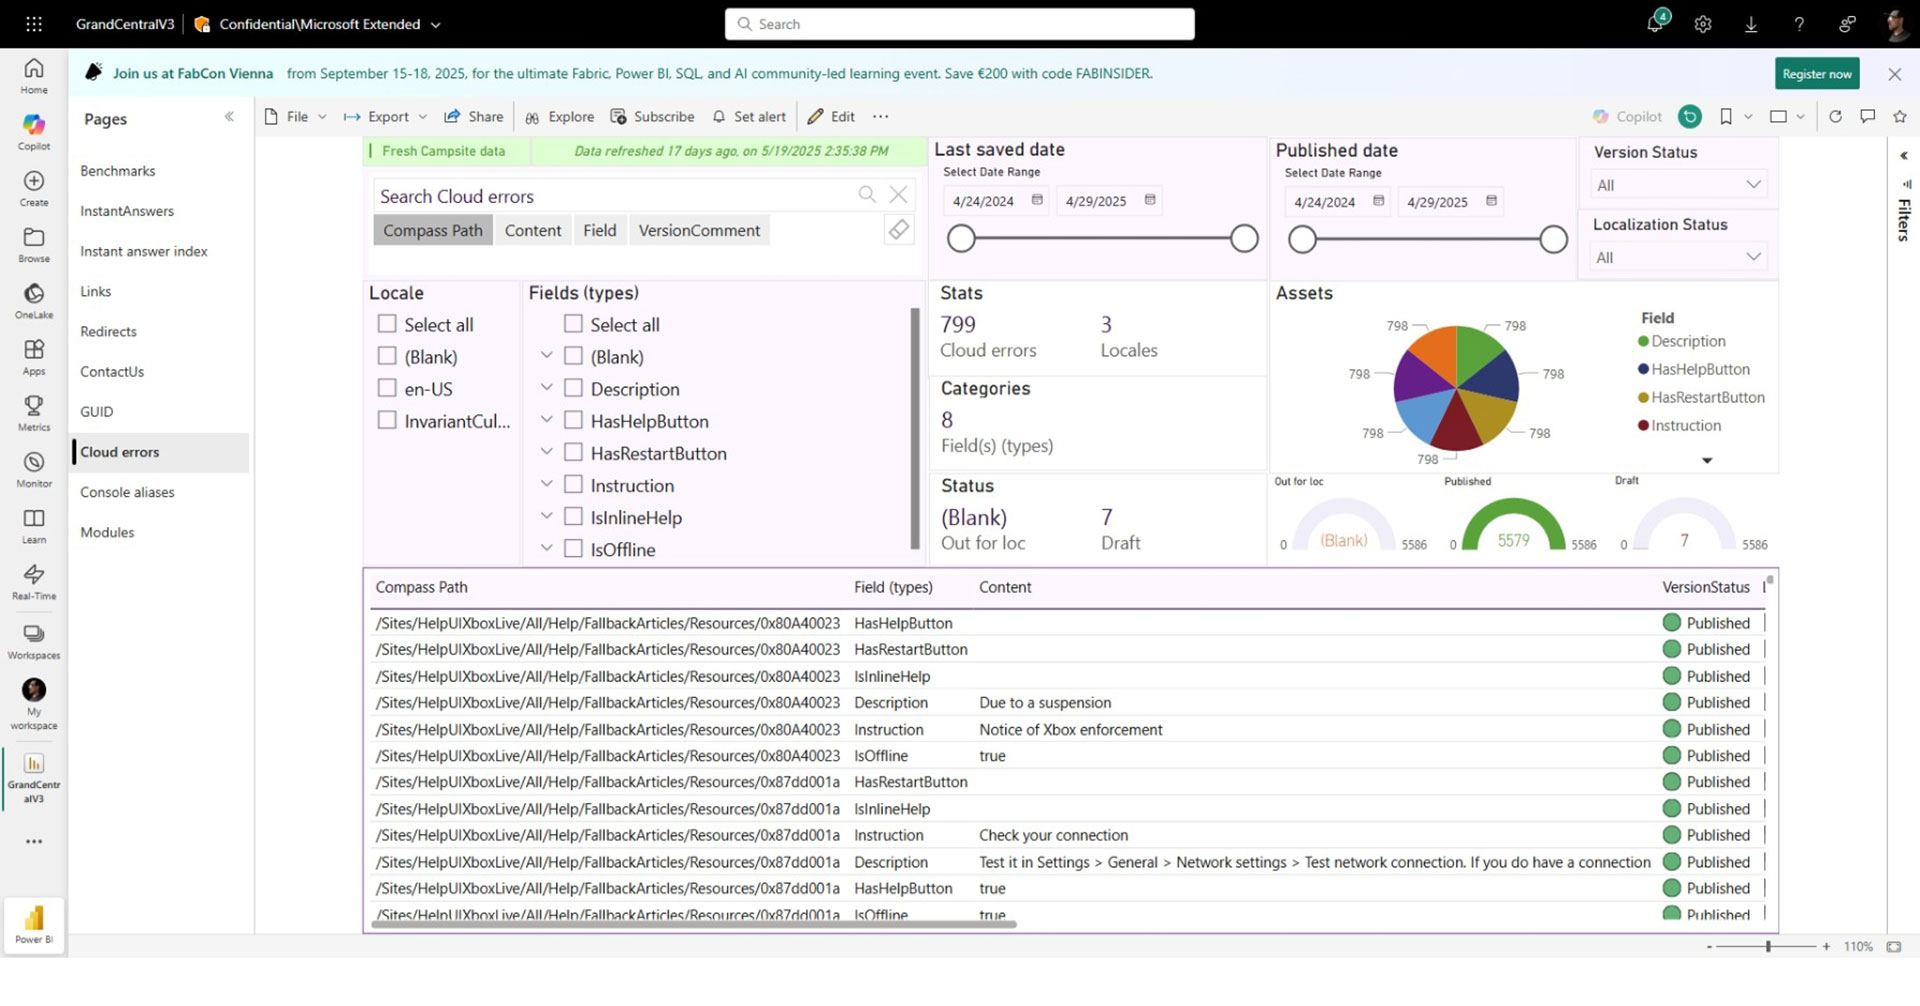 GrandCentralV3
Confidential\Microsoft Extended
Search
4
Join us at FabCon Vienna from September 15-18, 2025, for the ultimate Fabric, Power BI, SQL, and AI community-led learning event. Save €200 with code FABINSIDER.
Register now
Home
Copilot
Create
Browse
OneLake
Apps
Metrics
Monitor
Learn
Real-Time
Workspaces
My
workspace
GrandCentr
alV3
Power BI
Pages
Benchmarks
InstantAnswers
Instant answer index
Links
Redirects
ContactUs
GUID
Cloud errors
Console aliases
Modules
File Export Share Explore Subscribe Set alert Edit
Copilot
Fresh Campsite data Data refreshed 17 days ago, on 5/19/2025 2:35:38 PM
Search Cloud errors
Compass Path Content Field VersionComment
Last saved date
Select Date Range
4/24/2024 4/29/2025
Published date
Select Date Range
4/24/2024 4/29/2025
Version Status
All
Localization Status
All
Filters
Locale
Select all
(Blank)
en-US
InvariantCul...
Fields (types)
Select all
(Blank)
Description
HasHelpButton
HasRestartButton
Instruction
IsInlineHelp
IsOffline
Stats
799 3
Cloud errors Locales
Categories
8
Field(s) (types)
Status
(Blank) 7
Out for loc Draft
Assets
798 798
798 798
798 798
798
Field
Description
HasHelpButton
HasRestartButton
Instruction
Out for loc Published Draft
0 (Blank) 5586 0 5579 5586 0 7 5586
Compass Path Field (types) Content VersionStatus
/Sites/HelpUIXboxLive/All/Help/FallbackArticles/Resources/0x80A40023 HasHelpButton Published
/Sites/HelpUIXboxLive/All/Help/FallbackArticles/Resources/0x80A40023 HasRestartButton Published
/Sites/HelpUIXboxLive/All/Help/FallbackArticles/Resources/0x80A40023 IsInlineHelp Published
/Sites/HelpUIXboxLive/All/Help/FallbackArticles/Resources/0x80A40023 Description Due to a suspension Published
/Sites/HelpUIXboxLive/All/Help/FallbackArticles/Resources/0x80A40023 Instruction Notice of Xbox enforcement Published
/Sites/HelpUIXboxLive/All/Help/FallbackArticles/Resources/0x80A40023 IsOffline true Published
/Sites/HelpUIXboxLive/All/Help/FallbackArticles/Resources/0x87dd001a HasRestartButton Published
/Sites/HelpUIXboxLive/All/Help/FallbackArticles/Resources/0x87dd001a IsInlineHelp Published
/Sites/HelpUIXboxLive/All/Help/FallbackArticles/Resources/0x87dd001a Instruction Check your connection Published
/Sites/HelpUIXboxLive/All/Help/FallbackArticles/Resources/0x87dd001a Description Test it in Settings > General > Network settings > Test network connection. If you do have a connection Published
/Sites/HelpUIXboxLive/All/Help/FallbackArticles/Resources/0x87dd001a HasHelpButton true Published
/Sites/HelpUIXboxLive/All/Help/FallbackArticles/Resources/0x87dd001a IsOffline true Published
- + 110%